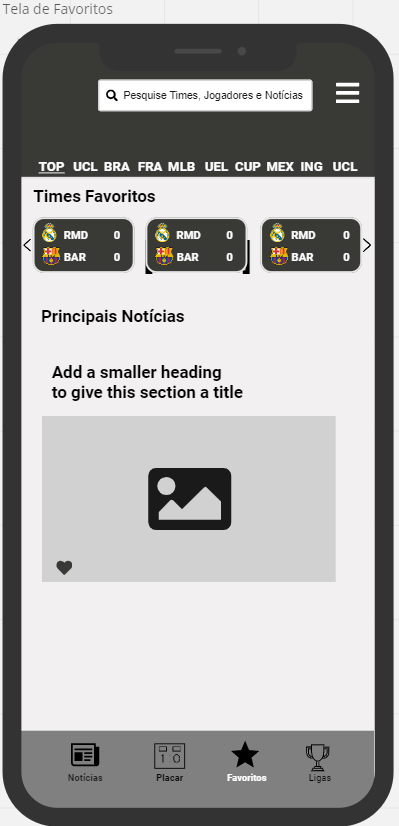 Tela de Favoritos
Pesquise Times, Jogadores e Notícias
TOP UCL BRA FRA MLB UEL CUP MEX ING UCL
Times Favoritos
RMD 0 RMD 0 RMD 0
BAR 0 BAR 0 BAR 0
Principais Notícias
Add a smaller heading
to give this section a title
1 0
Notícias Placar Favoritos Ligas